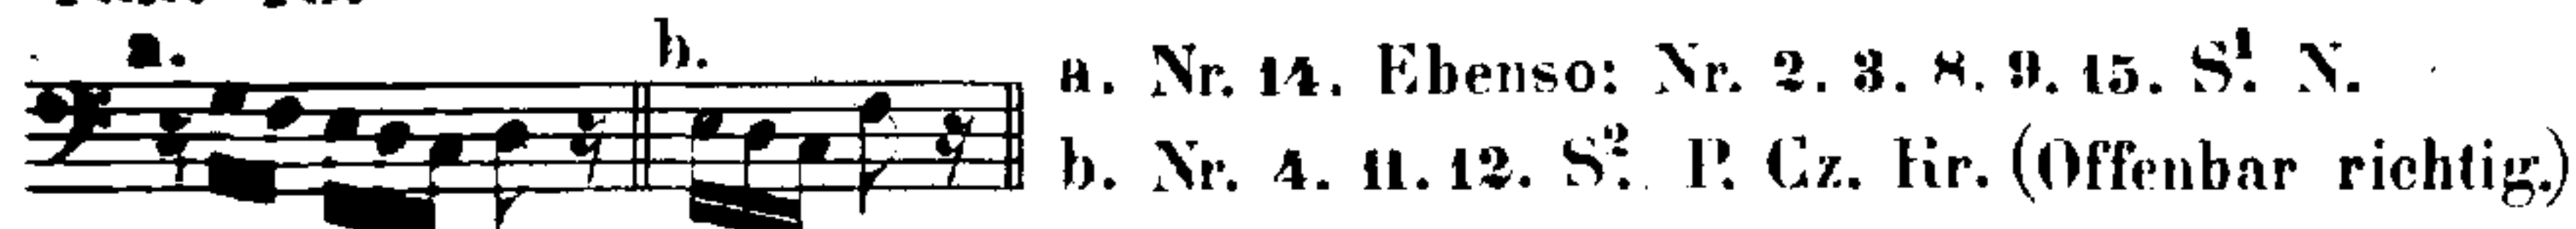 a. b.
a. Nr. 14. Ebenso: Nr. 2. 3. 8. 9. 15. S¹. N.
b. Nr. 4. 11. 12. S². P. Cz. Kr. (Offenbar richtig.)